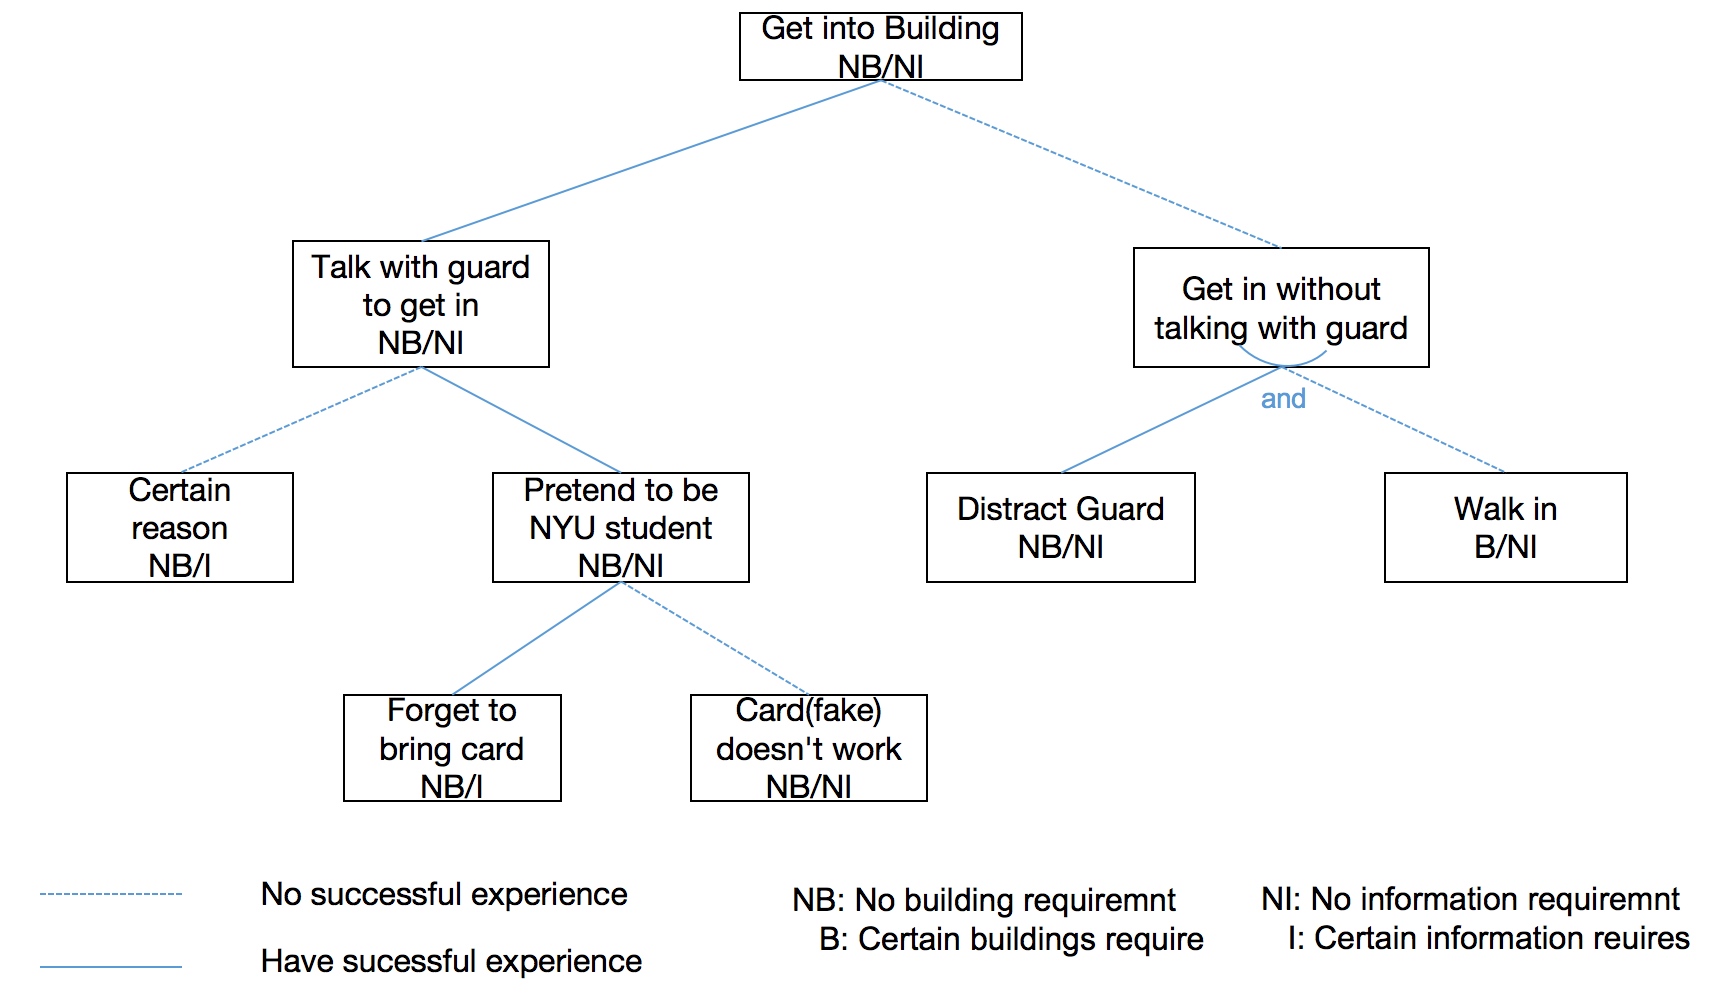 Get into Building
NB/NI
Talk with guard
to get in
NB/NI
Get in without
talking with guard
and
Certain
reason
NB/I
Pretend to be
NYU student
NB/NI
Distract Guard
NB/NI
Walk in
B/NI
Forget to
bring card
NB/I
Card(fake)
doesn't work
NB/NI
No successful experience
Have sucessful experience
NB: No building requiremnt
B: Certain buildings require
NI: No information requiremnt
I: Certain information reuires